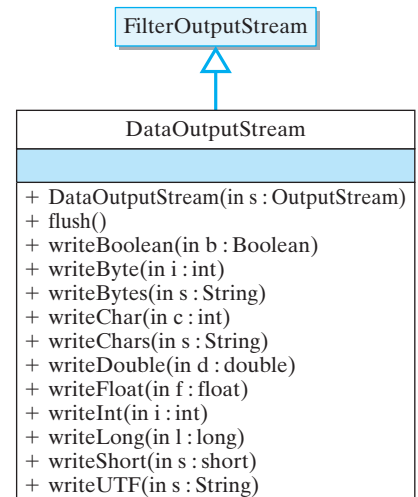 FilterOutputStream
DataOutputStream
+ DataOutputStream(in s : OutputStream)
+ flush()
+ writeBoolean(in b : Boolean)
+ writeByte(in i : int)
+ writeBytes(in s : String)
+ writeChar(in c : int)
+ writeChars(in s : String)
+ writeDouble(in d : double)
+ writeFloat(in f : float)
+ writeInt(in i : int)
+ writeLong(in l : long)
+ writeShort(in s : short)
+ writeUTF(in s : String)